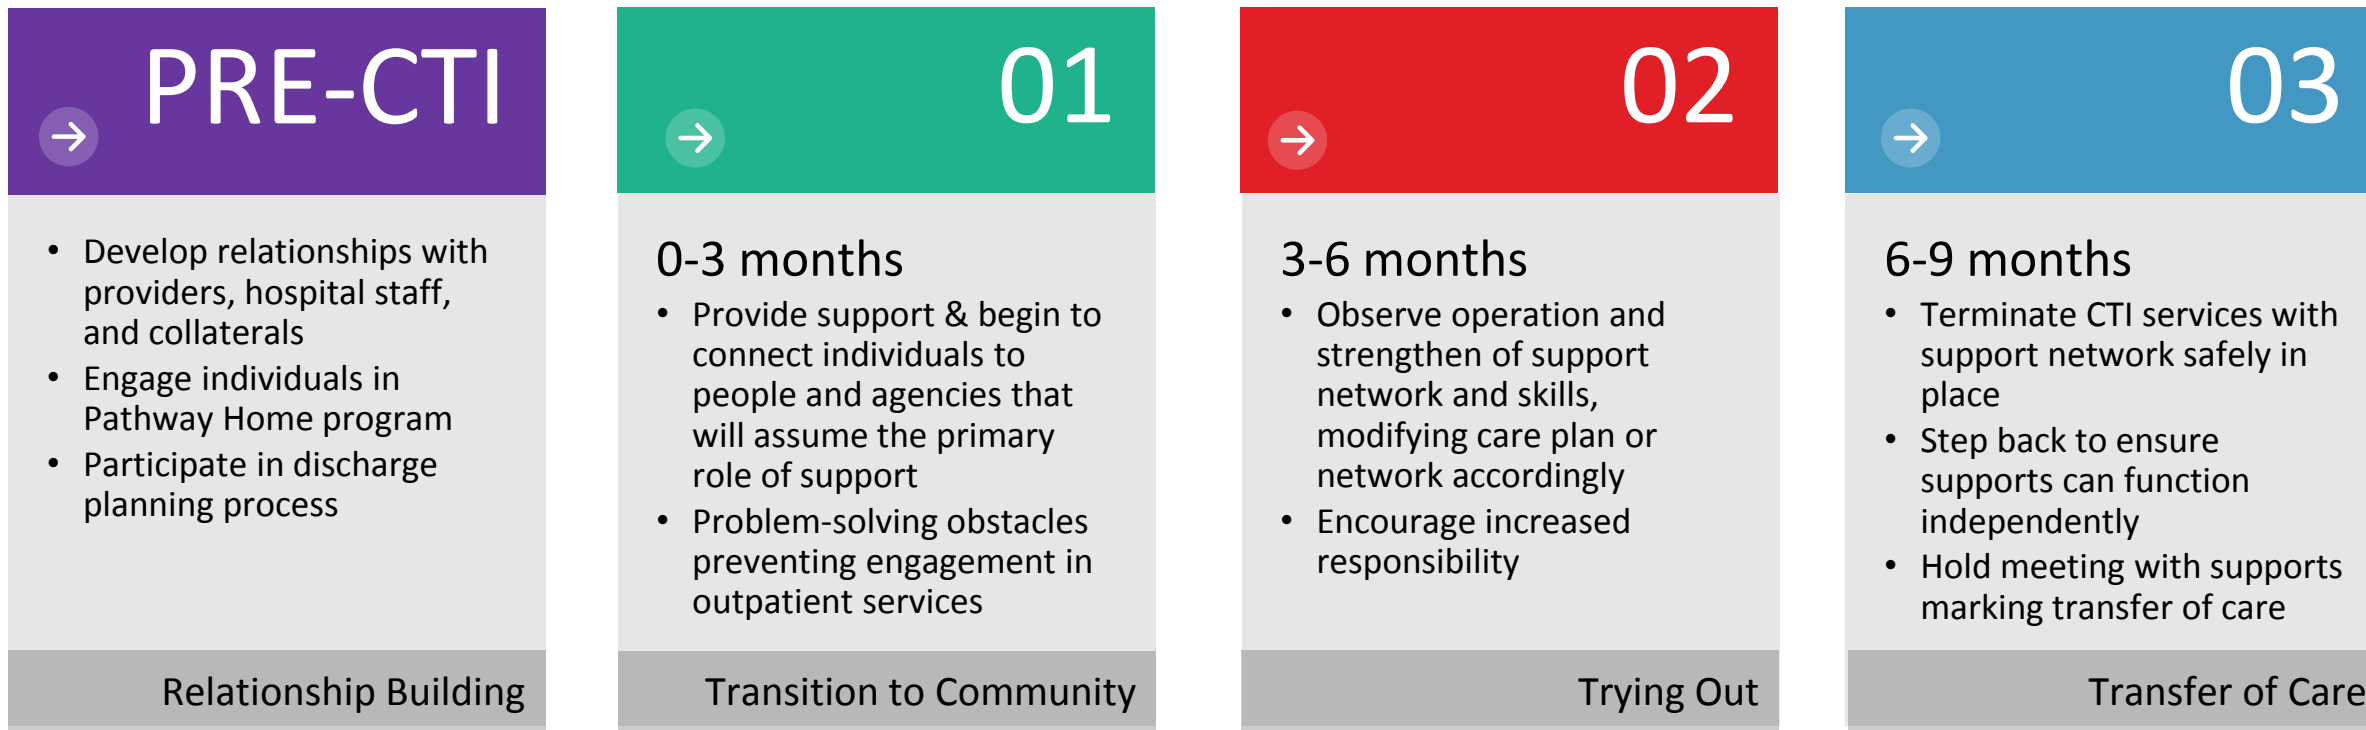 PRE-CTI
• Develop relationships with
providers, hospital staff,
and collaterals
• Engage individuals in
Pathway Home program
• Participate in discharge
planning process
Relationship Building
01
0-3 months
• Provide support & begin to
connect individuals to
people and agencies that
will assume the primary
role of support
• Problem-solving obstacles
preventing engagement in
outpatient services
Transition to Community
02
3-6 months
• Observe operation and
strengthen of support
network and skills,
modifying care plan or
network accordingly
• Encourage increased
responsibility
Trying Out
03
6-9 months
• Terminate CTI services with
support network safely in
place
• Step back to ensure
supports can function
independently
• Hold meeting with supports
marking transfer of care
Transfer of Care